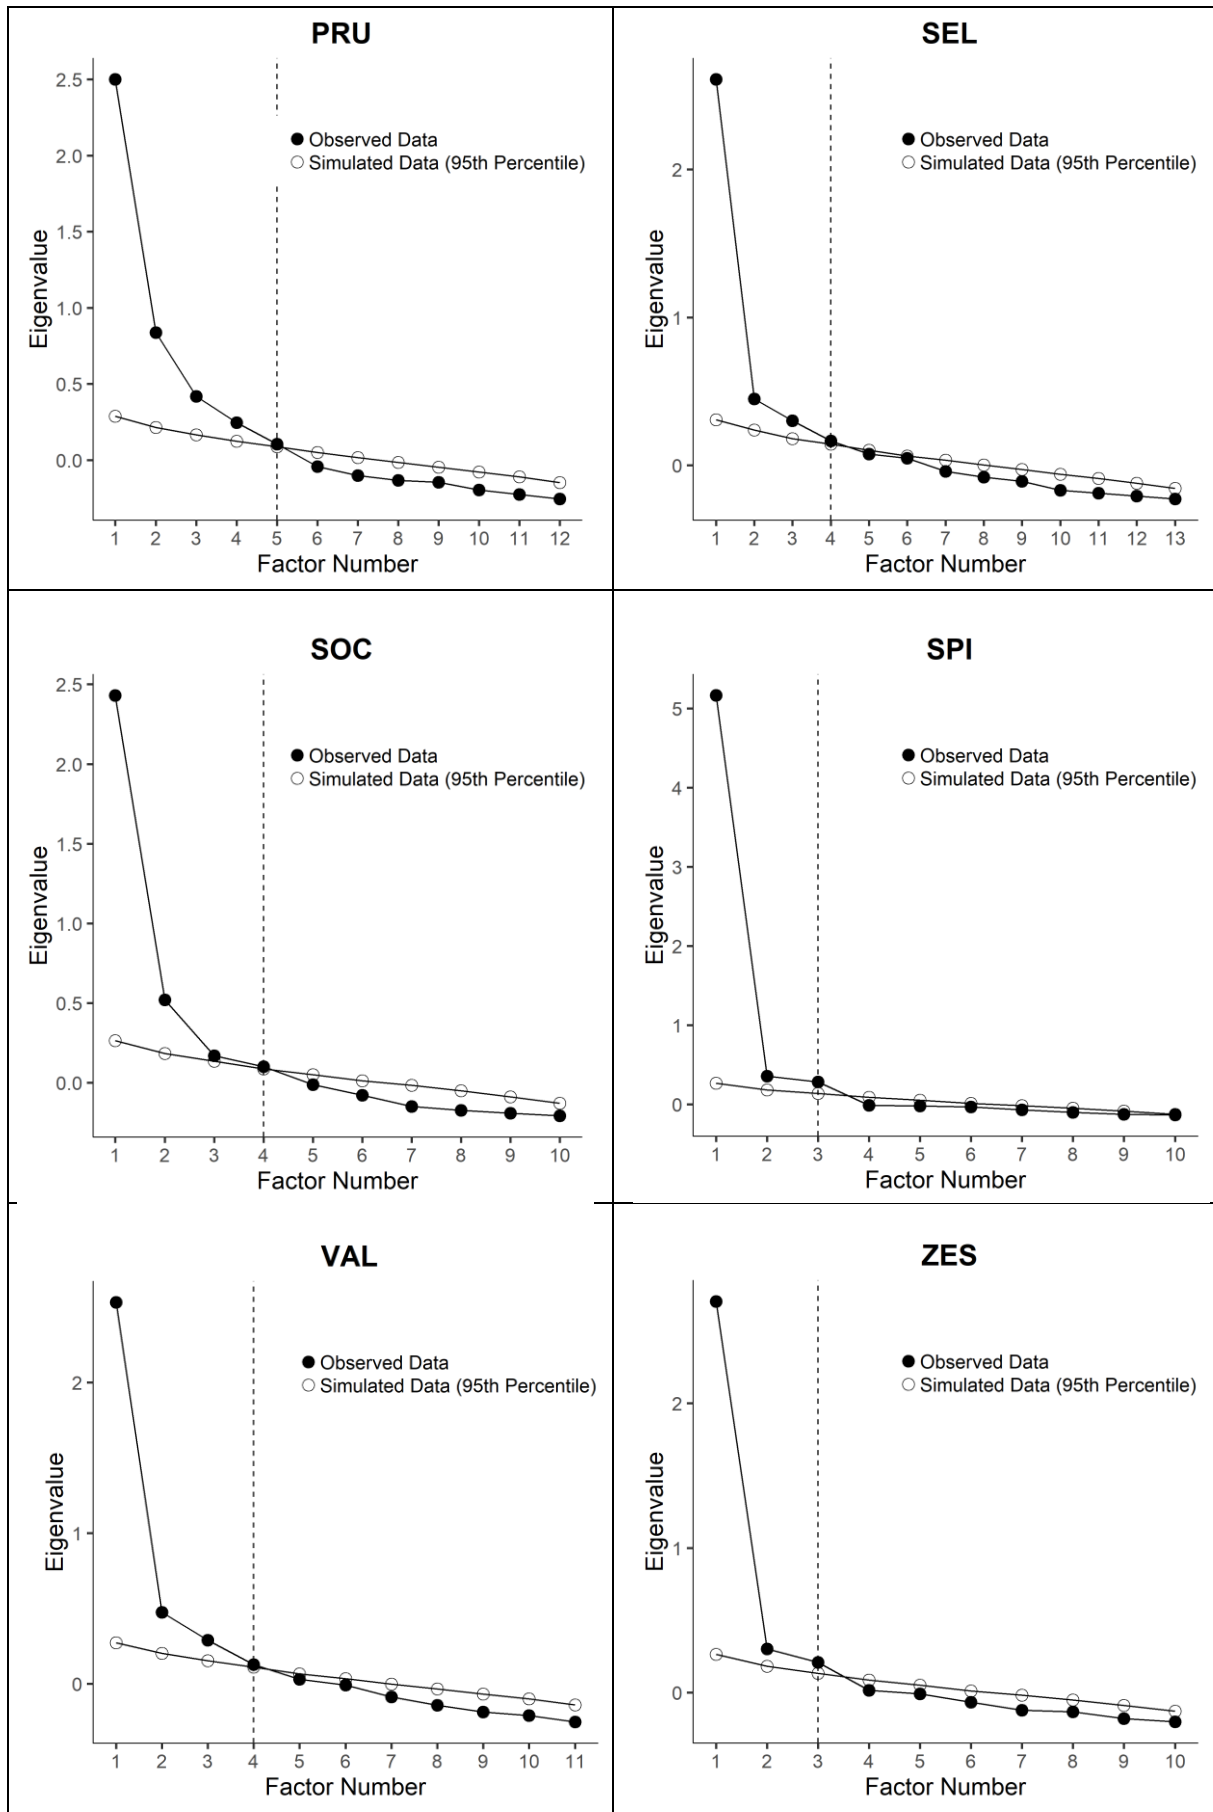 PRU
2.5
2.0
1.5
1.0
0.5
0.0
Eigenvalue
Observed Data
Simulated Data (95th Percentile)
1 2 3 4 5 6 7 8 9 10 11 12
Factor Number
SEL
2
1
0
Eigenvalue
Observed Data
Simulated Data (95th Percentile)
1 2 3 4 5 6 7 8 9 10 11 12 13
Factor Number
SOC
2.5
2.0
1.5
1.0
0.5
0.0
Eigenvalue
Observed Data
Simulated Data (95th Percentile)
1 2 3 4 5 6 7 8 9 10
Factor Number
SPI
5
4
3
2
1
0
Eigenvalue
Observed Data
Simulated Data (95th Percentile)
1 2 3 4 5 6 7 8 9 10
Factor Number
VAL
2
1
0
Eigenvalue
Observed Data
Simulated Data (95th Percentile)
1 2 3 4 5 6 7 8 9 10 11
Factor Number
ZES
2
1
0
Eigenvalue
Observed Data
Simulated Data (95th Percentile)
1 2 3 4 5 6 7 8 9 10
Factor Number